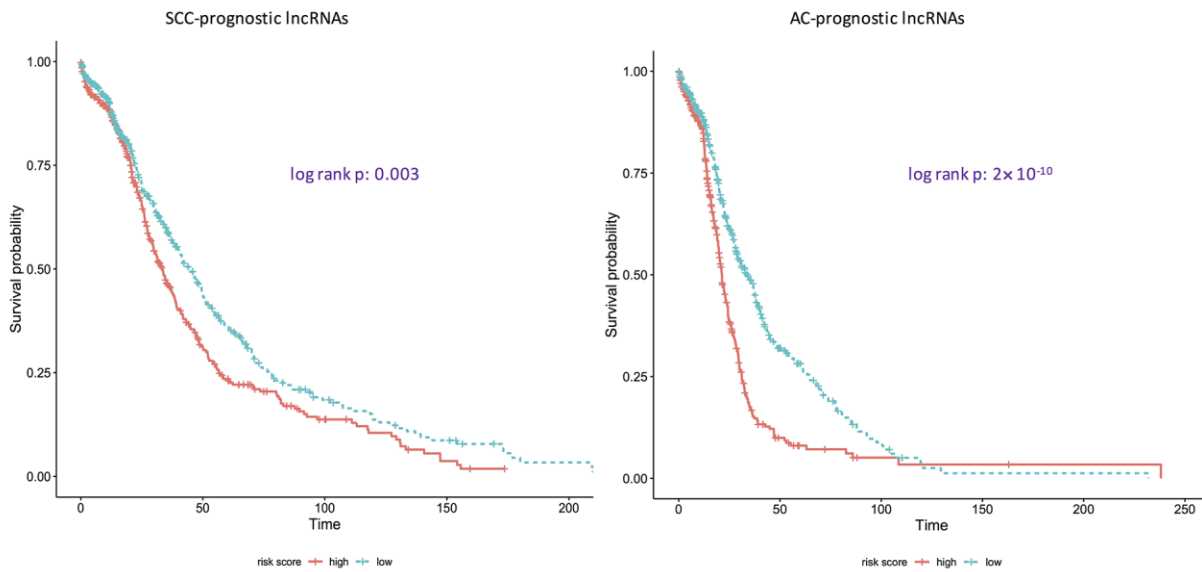 SCC-prognostic lncRNAs
1.00
0.75
0.50
0.25
0.00
Survival probability
log rank p: 0.003
0
50
100
150
200
Time
risk score high low
AC-prognostic lncRNAs
1.00
0.75
0.50
0.25
0.00
Survival probability
log rank p: 2× 10⁻¹⁰
0
50
100
150
200
250
Time
risk score high low